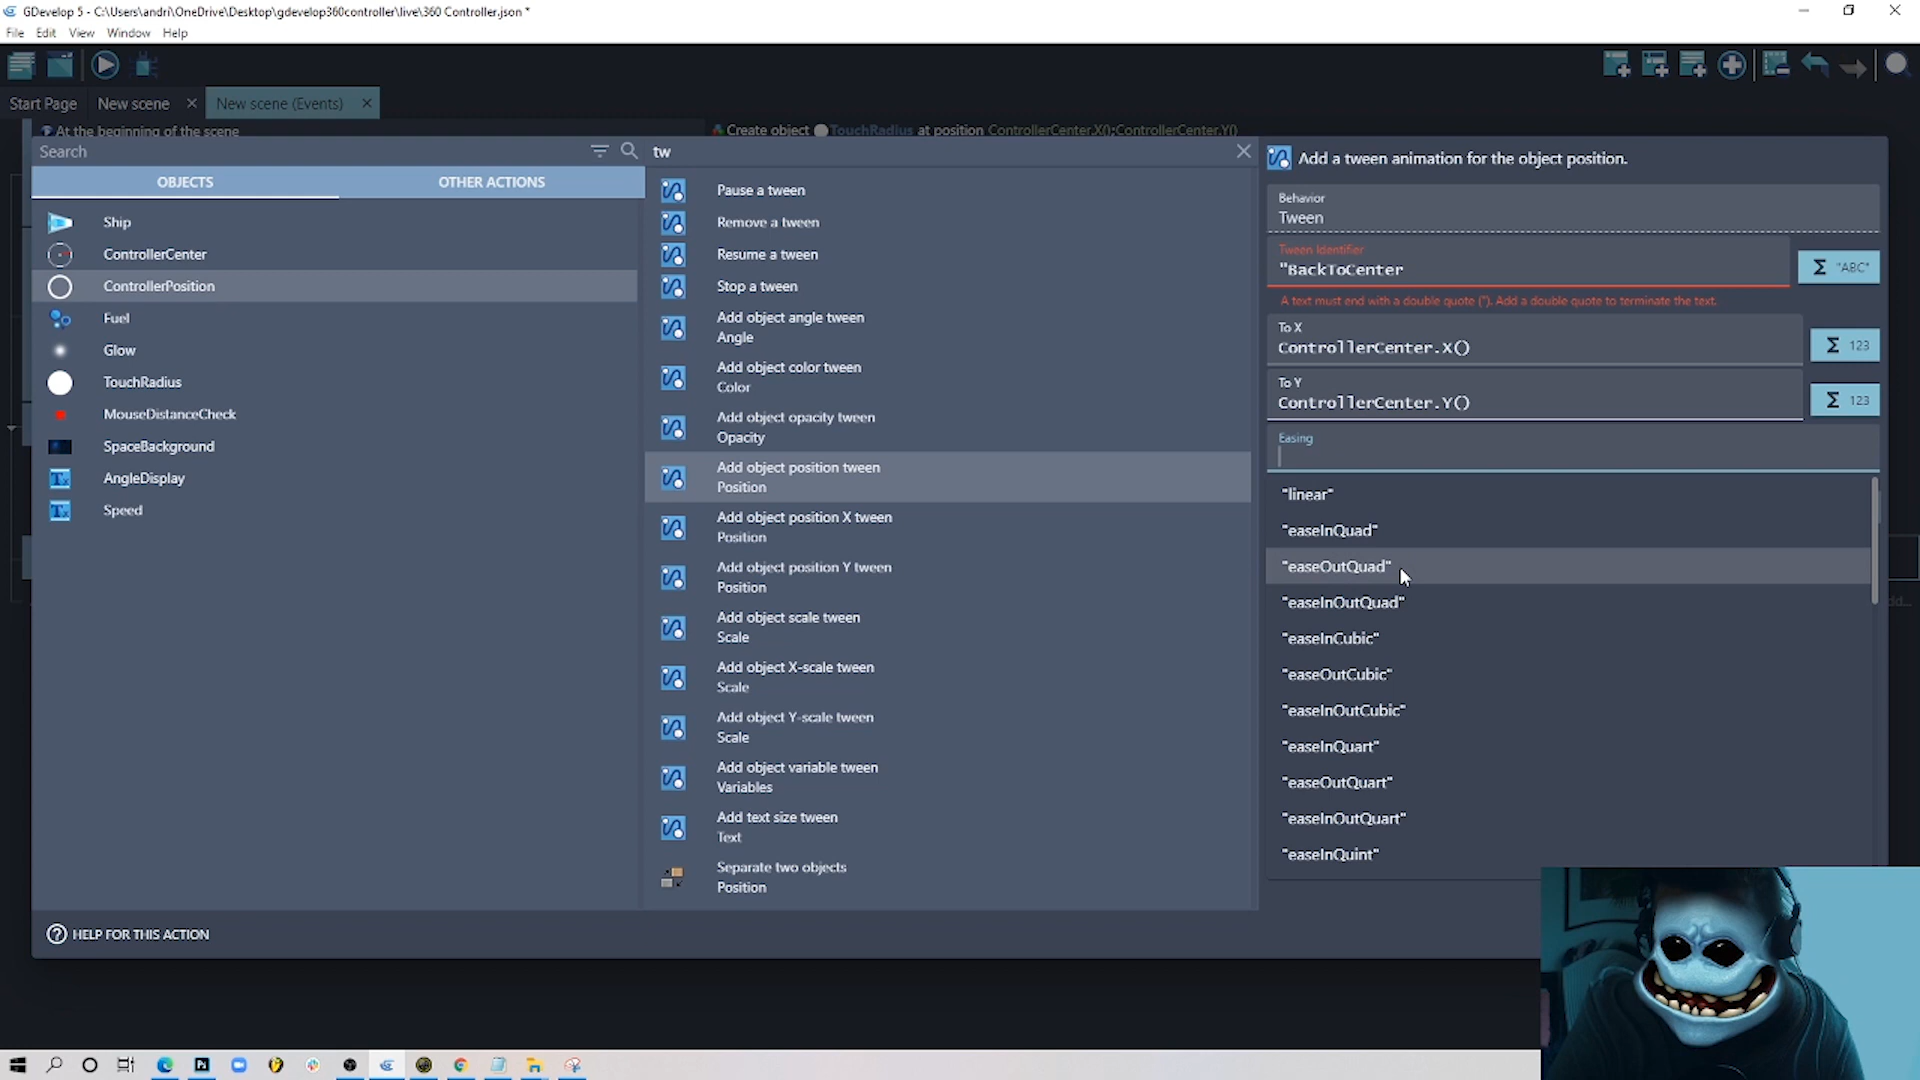 GDevelop 5 - C:\Users\andri\OneDrive\Desktop\gdevelop360controller\live\360 Controller.json *
File Edit View Window Help
Start Page New scene New scene (Events)
At the beginning of the scene
Create object TouchRadius at position ControllerCenter.X();ControllerCenter.Y()
Search
tw
OBJECTS OTHER ACTIONS
Ship
ControllerCenter
ControllerPosition
Fuel
Glow
TouchRadius
MouseDistanceCheck
SpaceBackground
AngleDisplay
Speed
Pause a tween
Remove a tween
Resume a tween
Stop a tween
Add object angle tween
Angle
Add object color tween
Color
Add object opacity tween
Opacity
Add object position tween
Position
Add object position X tween
Position
Add object position Y tween
Position
Add object scale tween
Scale
Add object X-scale tween
Scale
Add object Y-scale tween
Scale
Add object variable tween
Variables
Add text size tween
Text
Separate two objects
Position
Add a tween animation for the object position.
Behavior
Tween
Tween Identifier
"BackToCenter
Σ "ABC"
A text must end with a double quote ("). Add a double quote to terminate the text.
To X
ControllerCenter.X()
Σ 123
To Y
ControllerCenter.Y()
Σ 123
Easing
"linear"
"easeInQuad"
"easeOutQuad"
"easeInOutQuad"
"easeInCubic"
"easeOutCubic"
"easeInOutCubic"
"easeInQuart"
"easeOutQuart"
"easeInOutQuart"
"easeInQuint"
HELP FOR THIS ACTION